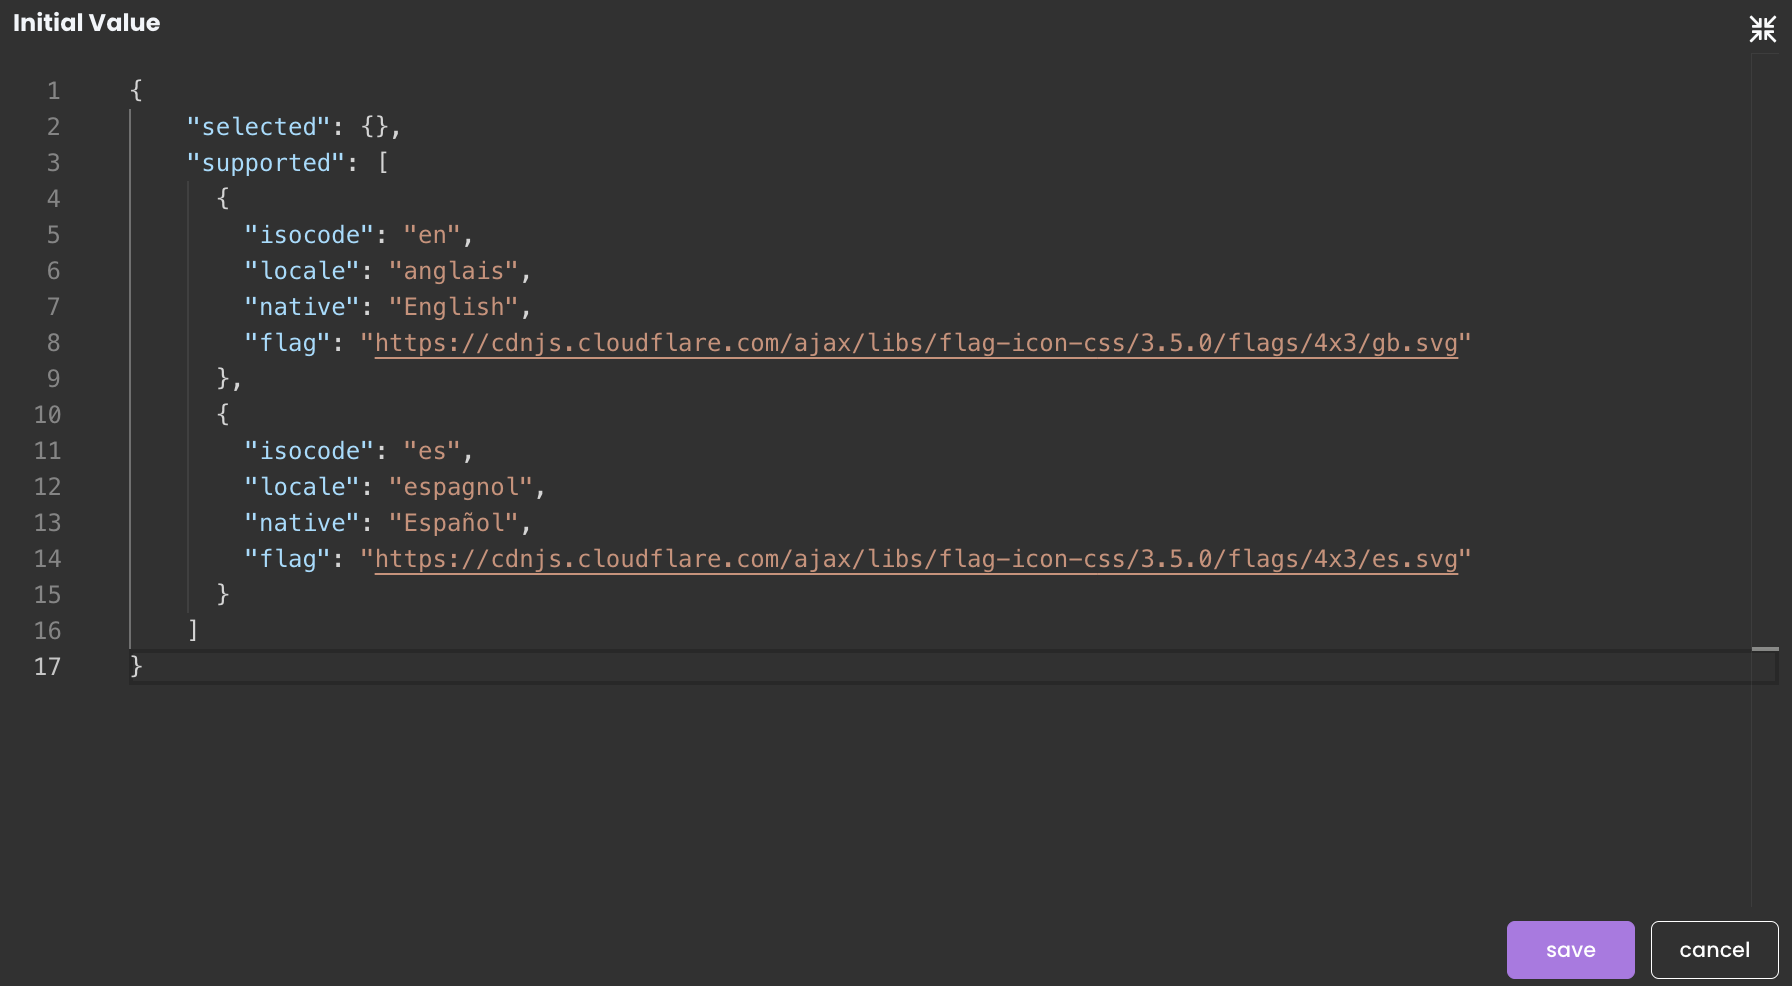 Initial Value
1 {
2     "selected": {},
3     "supported": [
4       {
5         "isocode": "en",
6         "locale": "anglais",
7         "native": "English",
8         "flag": "https://cdnjs.cloudflare.com/ajax/libs/flag-icon-css/3.5.0/flags/4x3/gb.svg"
9       },
10       {
11         "isocode": "es",
12         "locale": "espagnol",
13         "native": "Español",
14         "flag": "https://cdnjs.cloudflare.com/ajax/libs/flag-icon-css/3.5.0/flags/4x3/es.svg"
15       }
16     ]
17 }
save cancel